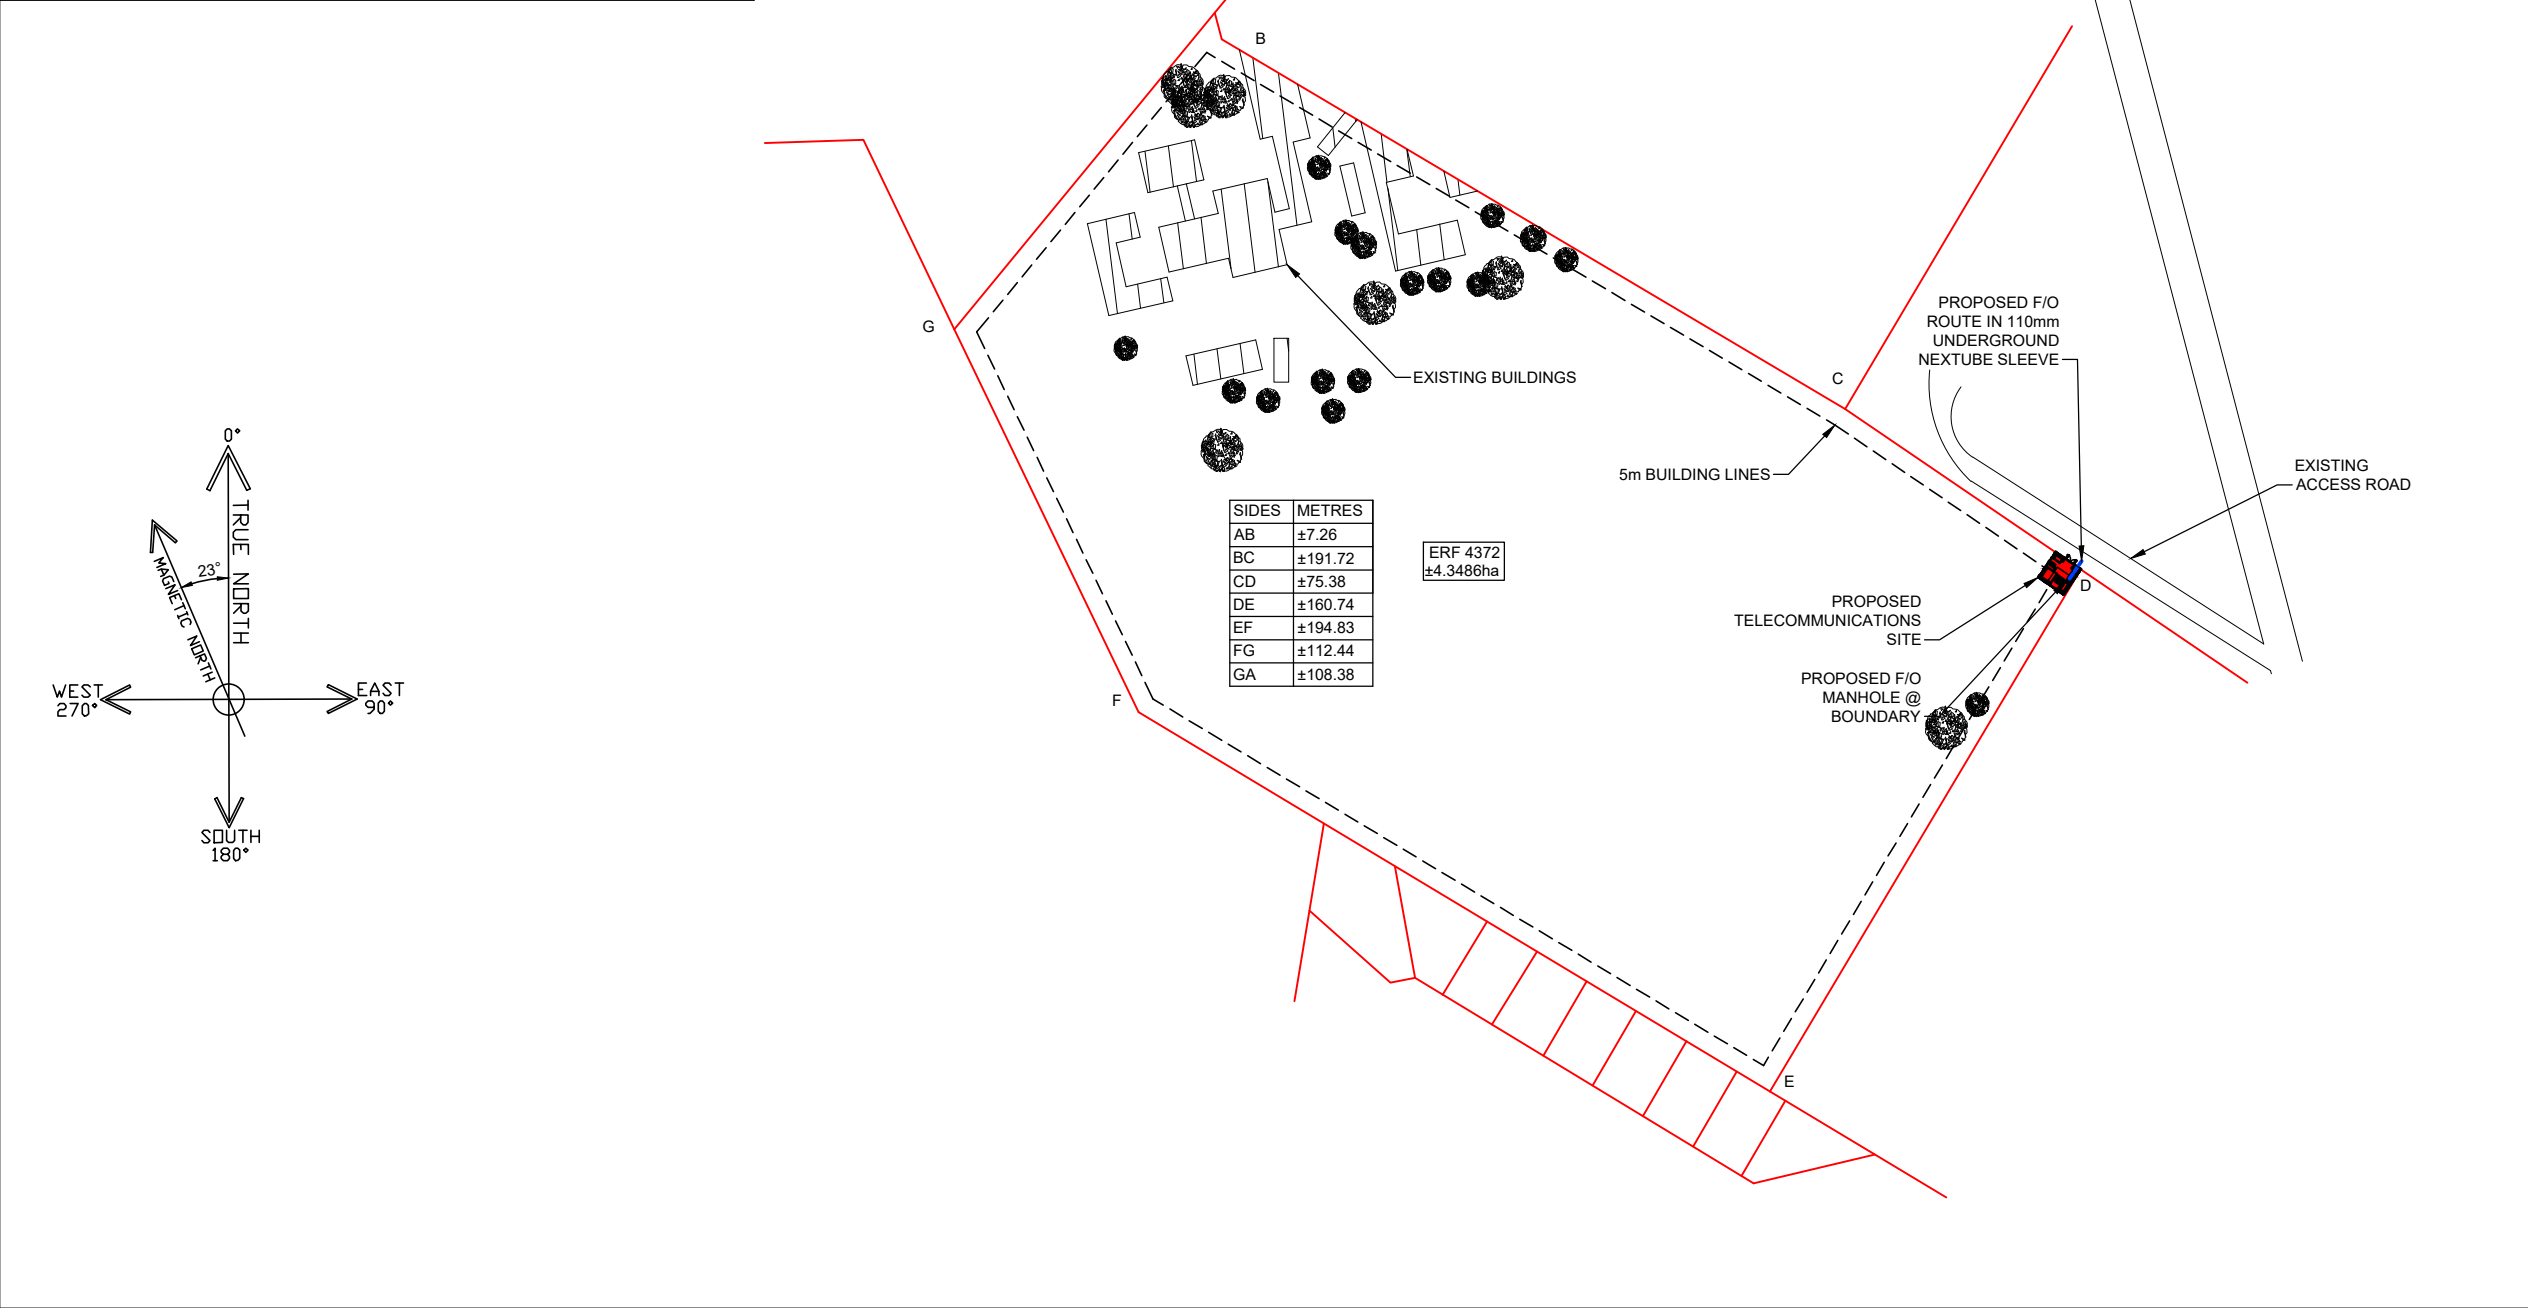 B
G
C
F
D
E
PROPOSED F/O
ROUTE IN 110mm
UNDERGROUND
NEXTUBE SLEEVE
EXISTING BUILDINGS
5m BUILDING LINES
EXISTING
ACCESS ROAD
0°
TRUE NORTH
MAGNETIC NORTH
23°
WEST
270°
EAST
90°
SOUTH
180°
SIDES METRES
AB ±7.26
BC ±191.72
CD ±75.38
DE ±160.74
EF ±194.83
FG ±112.44
GA ±108.38
ERF 4372
±4.3486ha
PROPOSED
TELECOMMUNICATIONS
SITE
PROPOSED F/O
MANHOLE @
BOUNDARY